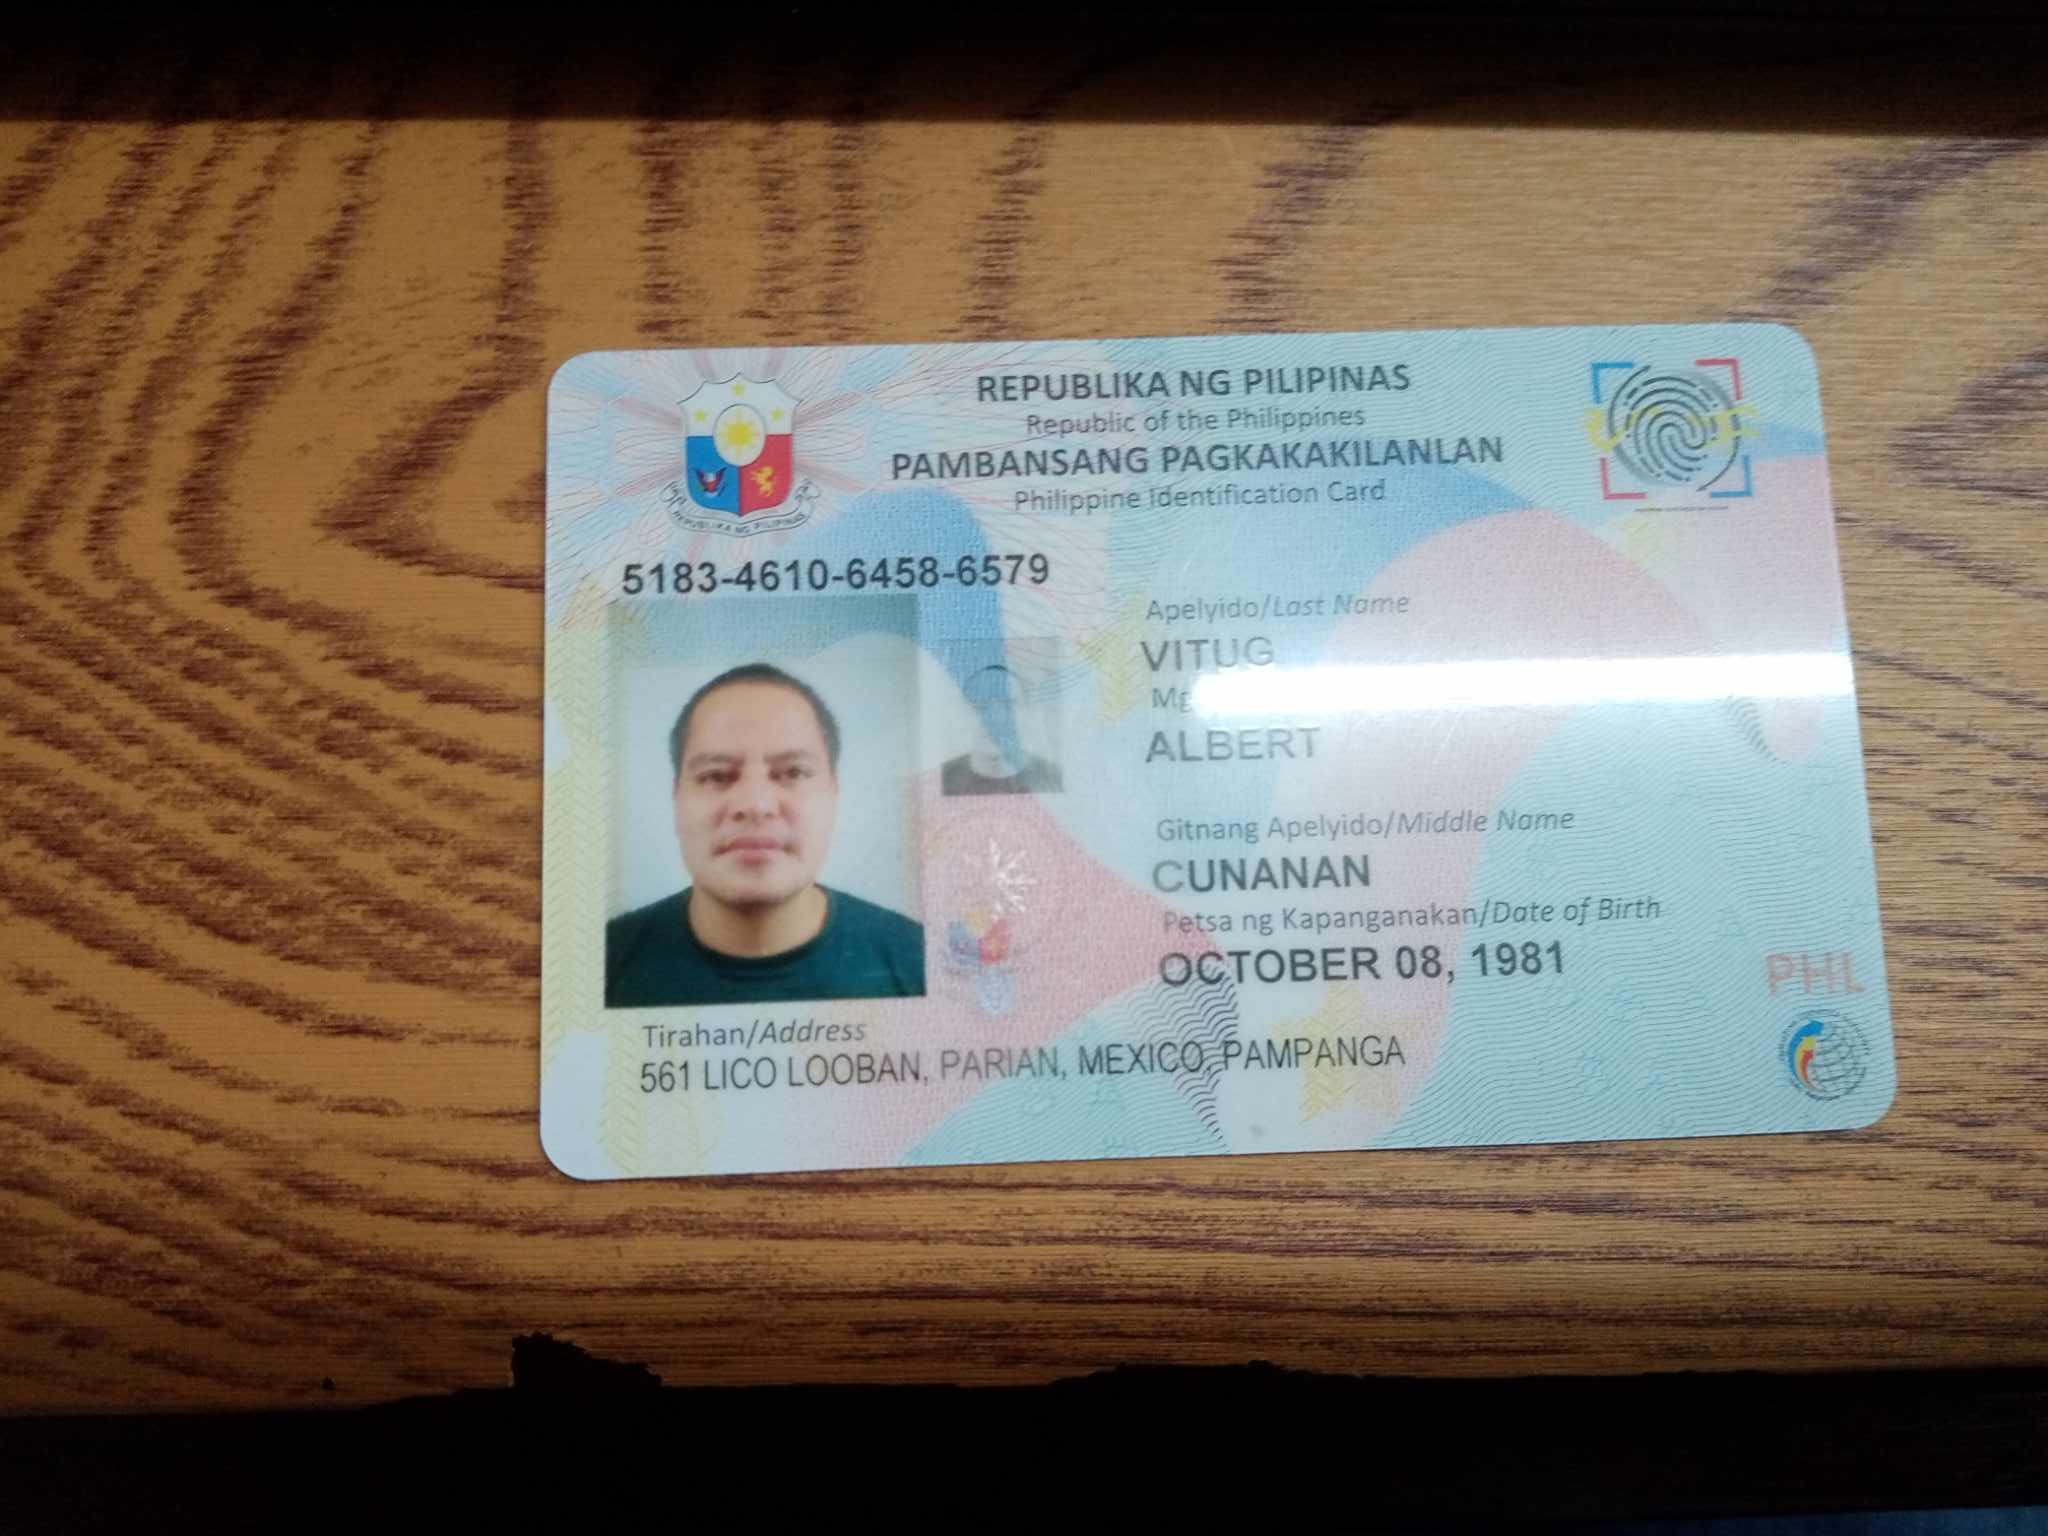 REPUBLIKA NG PILIPINAS
Republic of the Philippines
PAMBANSANG PAGKAKAKILANLAN
Philippine Identification Card
REPUBLIKA NG PILIPINAS
5183-4610-6458-6579
Apelyido/Last Name
VITUG
ALBERT
Gitnang Apelyido/Middle Name
CUNANAN
Petsa ng Kapanganakan/Date of Birth
OCTOBER 08, 1981
PHL
Tirahan/Address
561 LICO LOOBAN, PARIAN, MEXICO, PAMPANGA